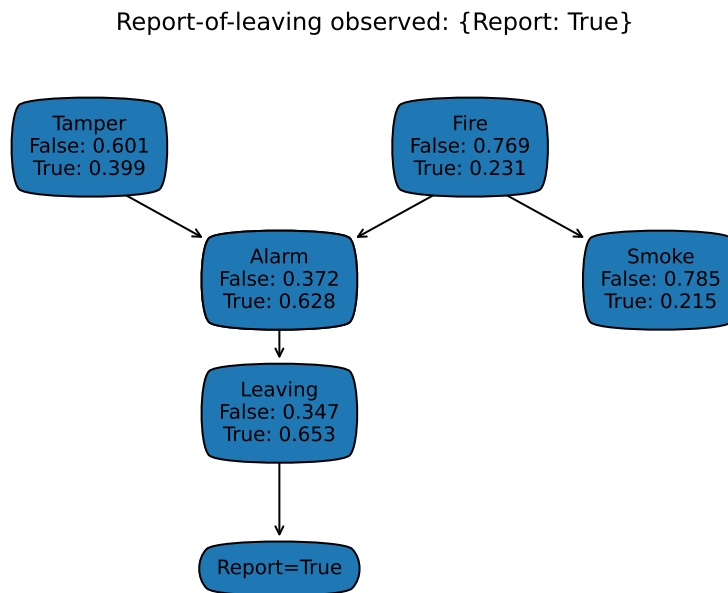 Report-of-leaving observed: {Report: True}
Tamper
False: 0.601
True: 0.399
Fire
False: 0.769
True: 0.231
Alarm
False: 0.372
True: 0.628
Smoke
False: 0.785
True: 0.215
Leaving
False: 0.347
True: 0.653
Report=True